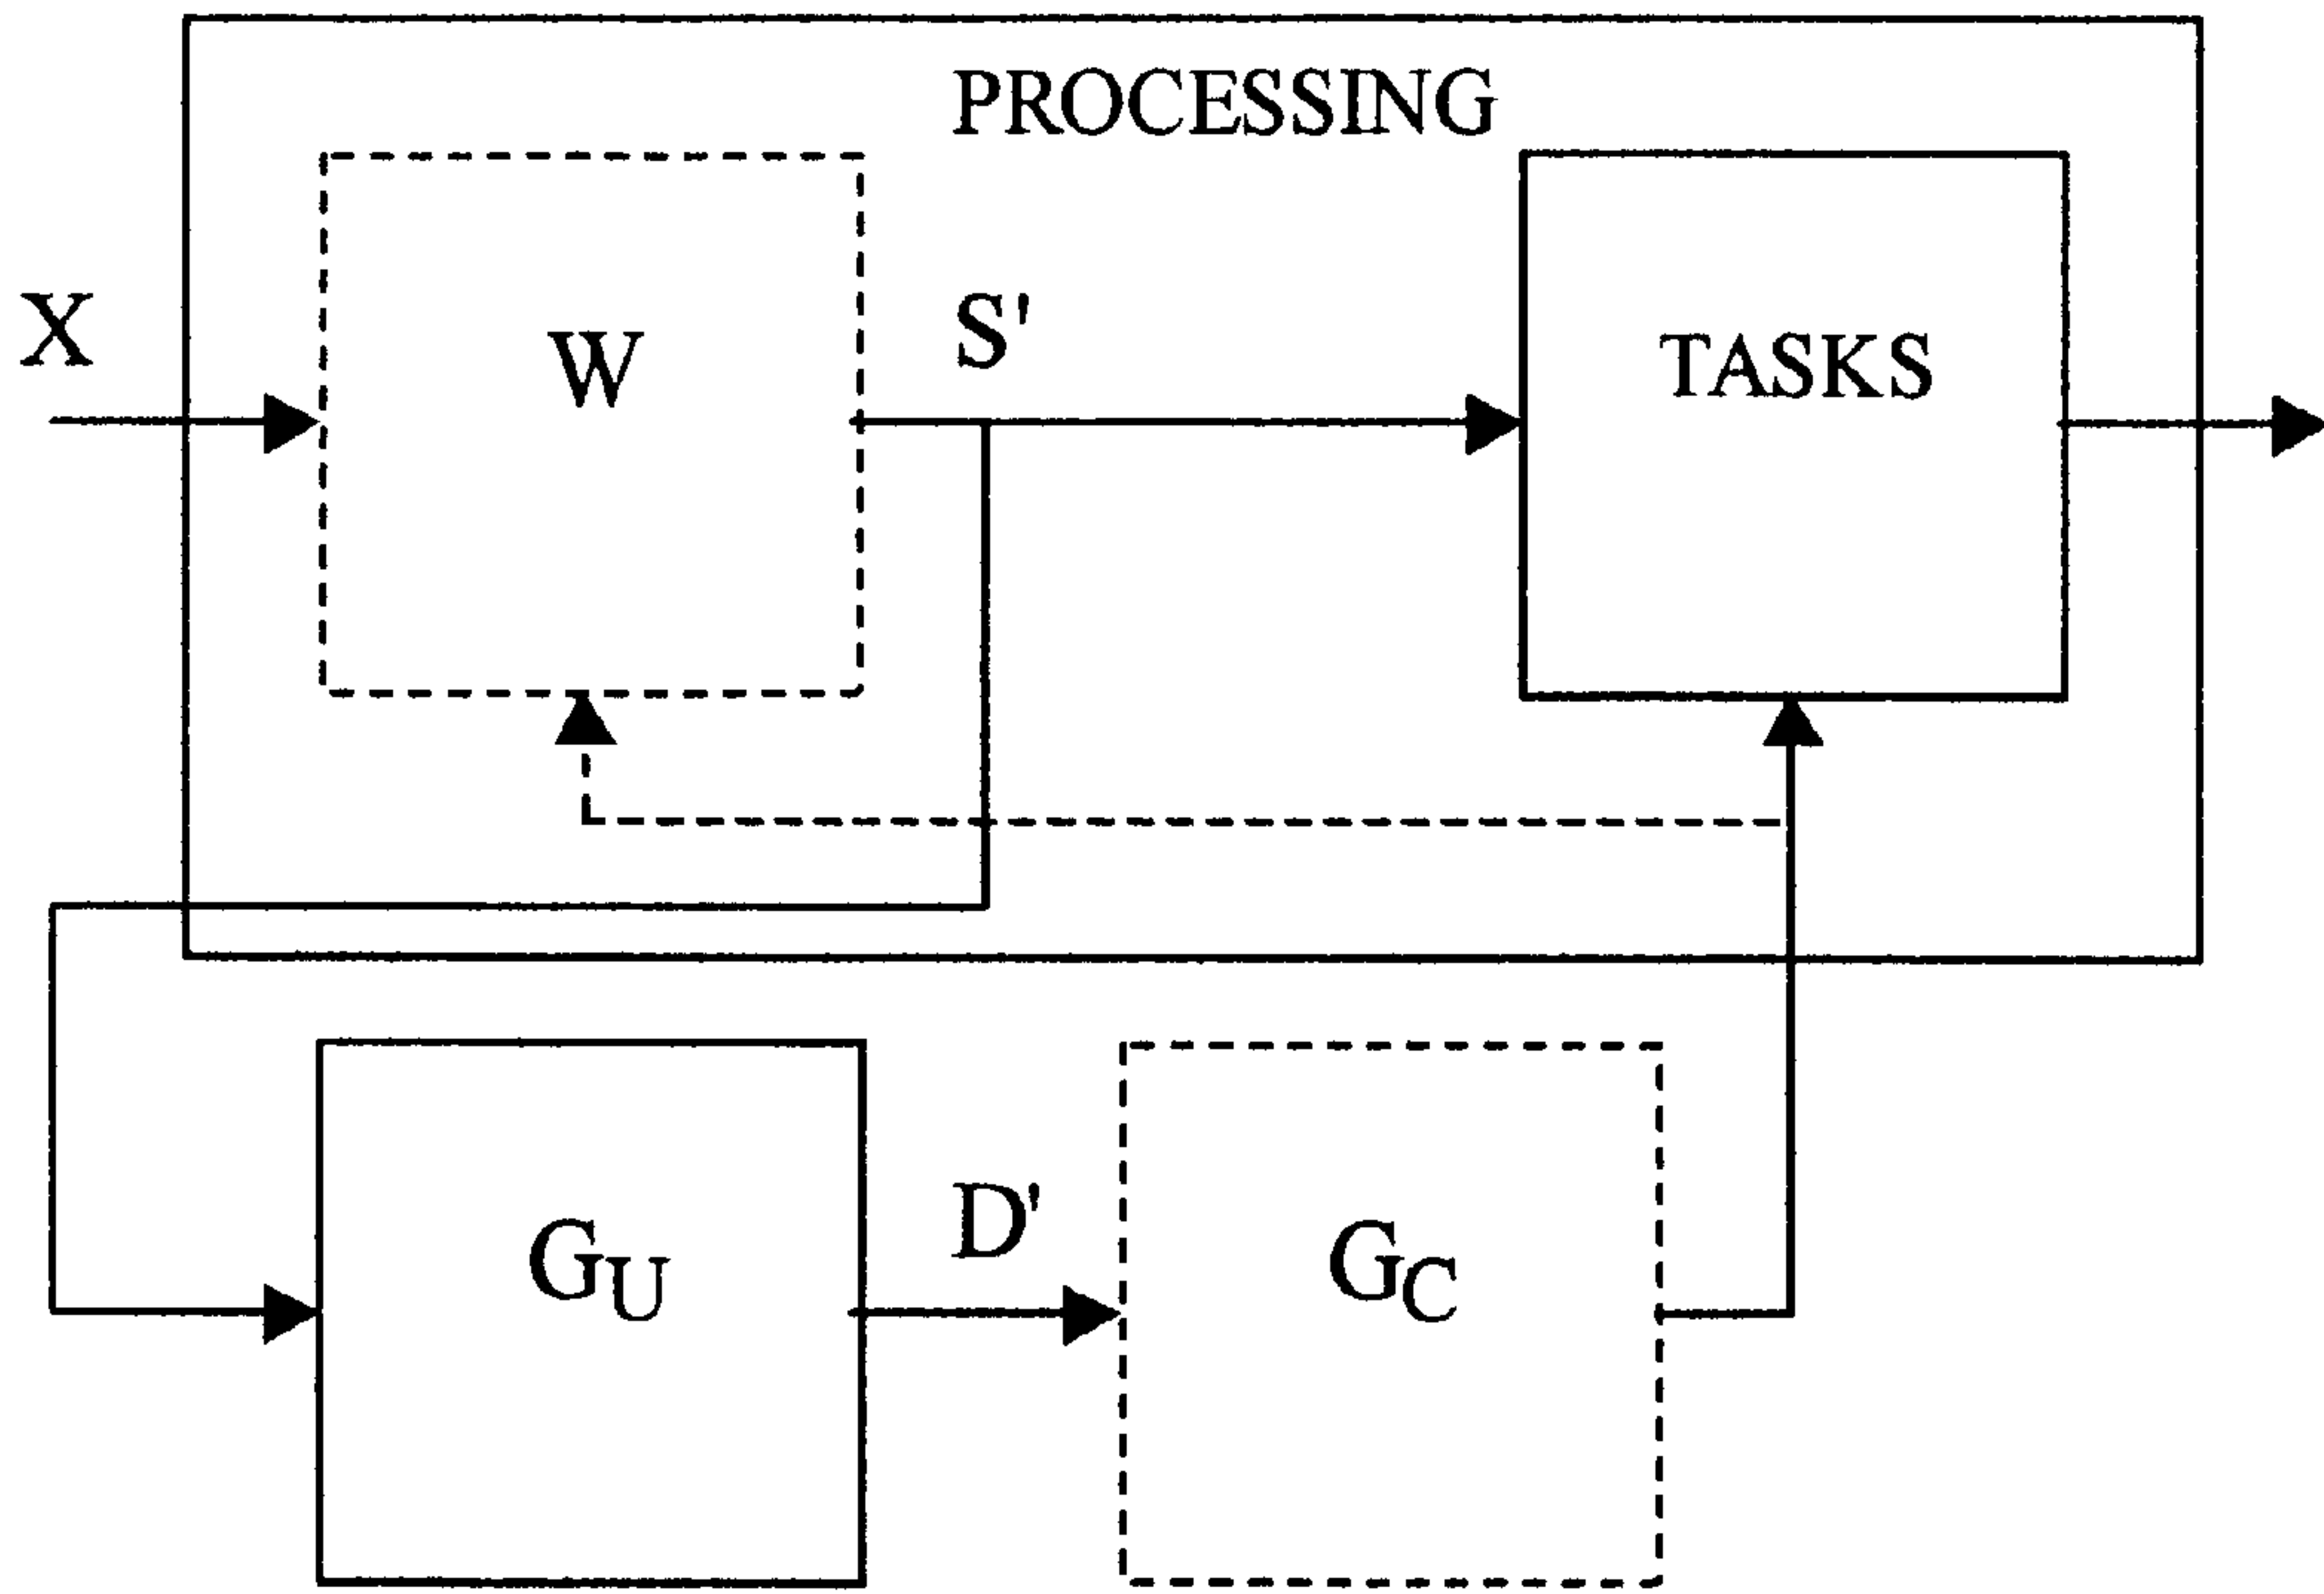 PROCESSING
X
W
S'
TASKS
GU
D'
GC